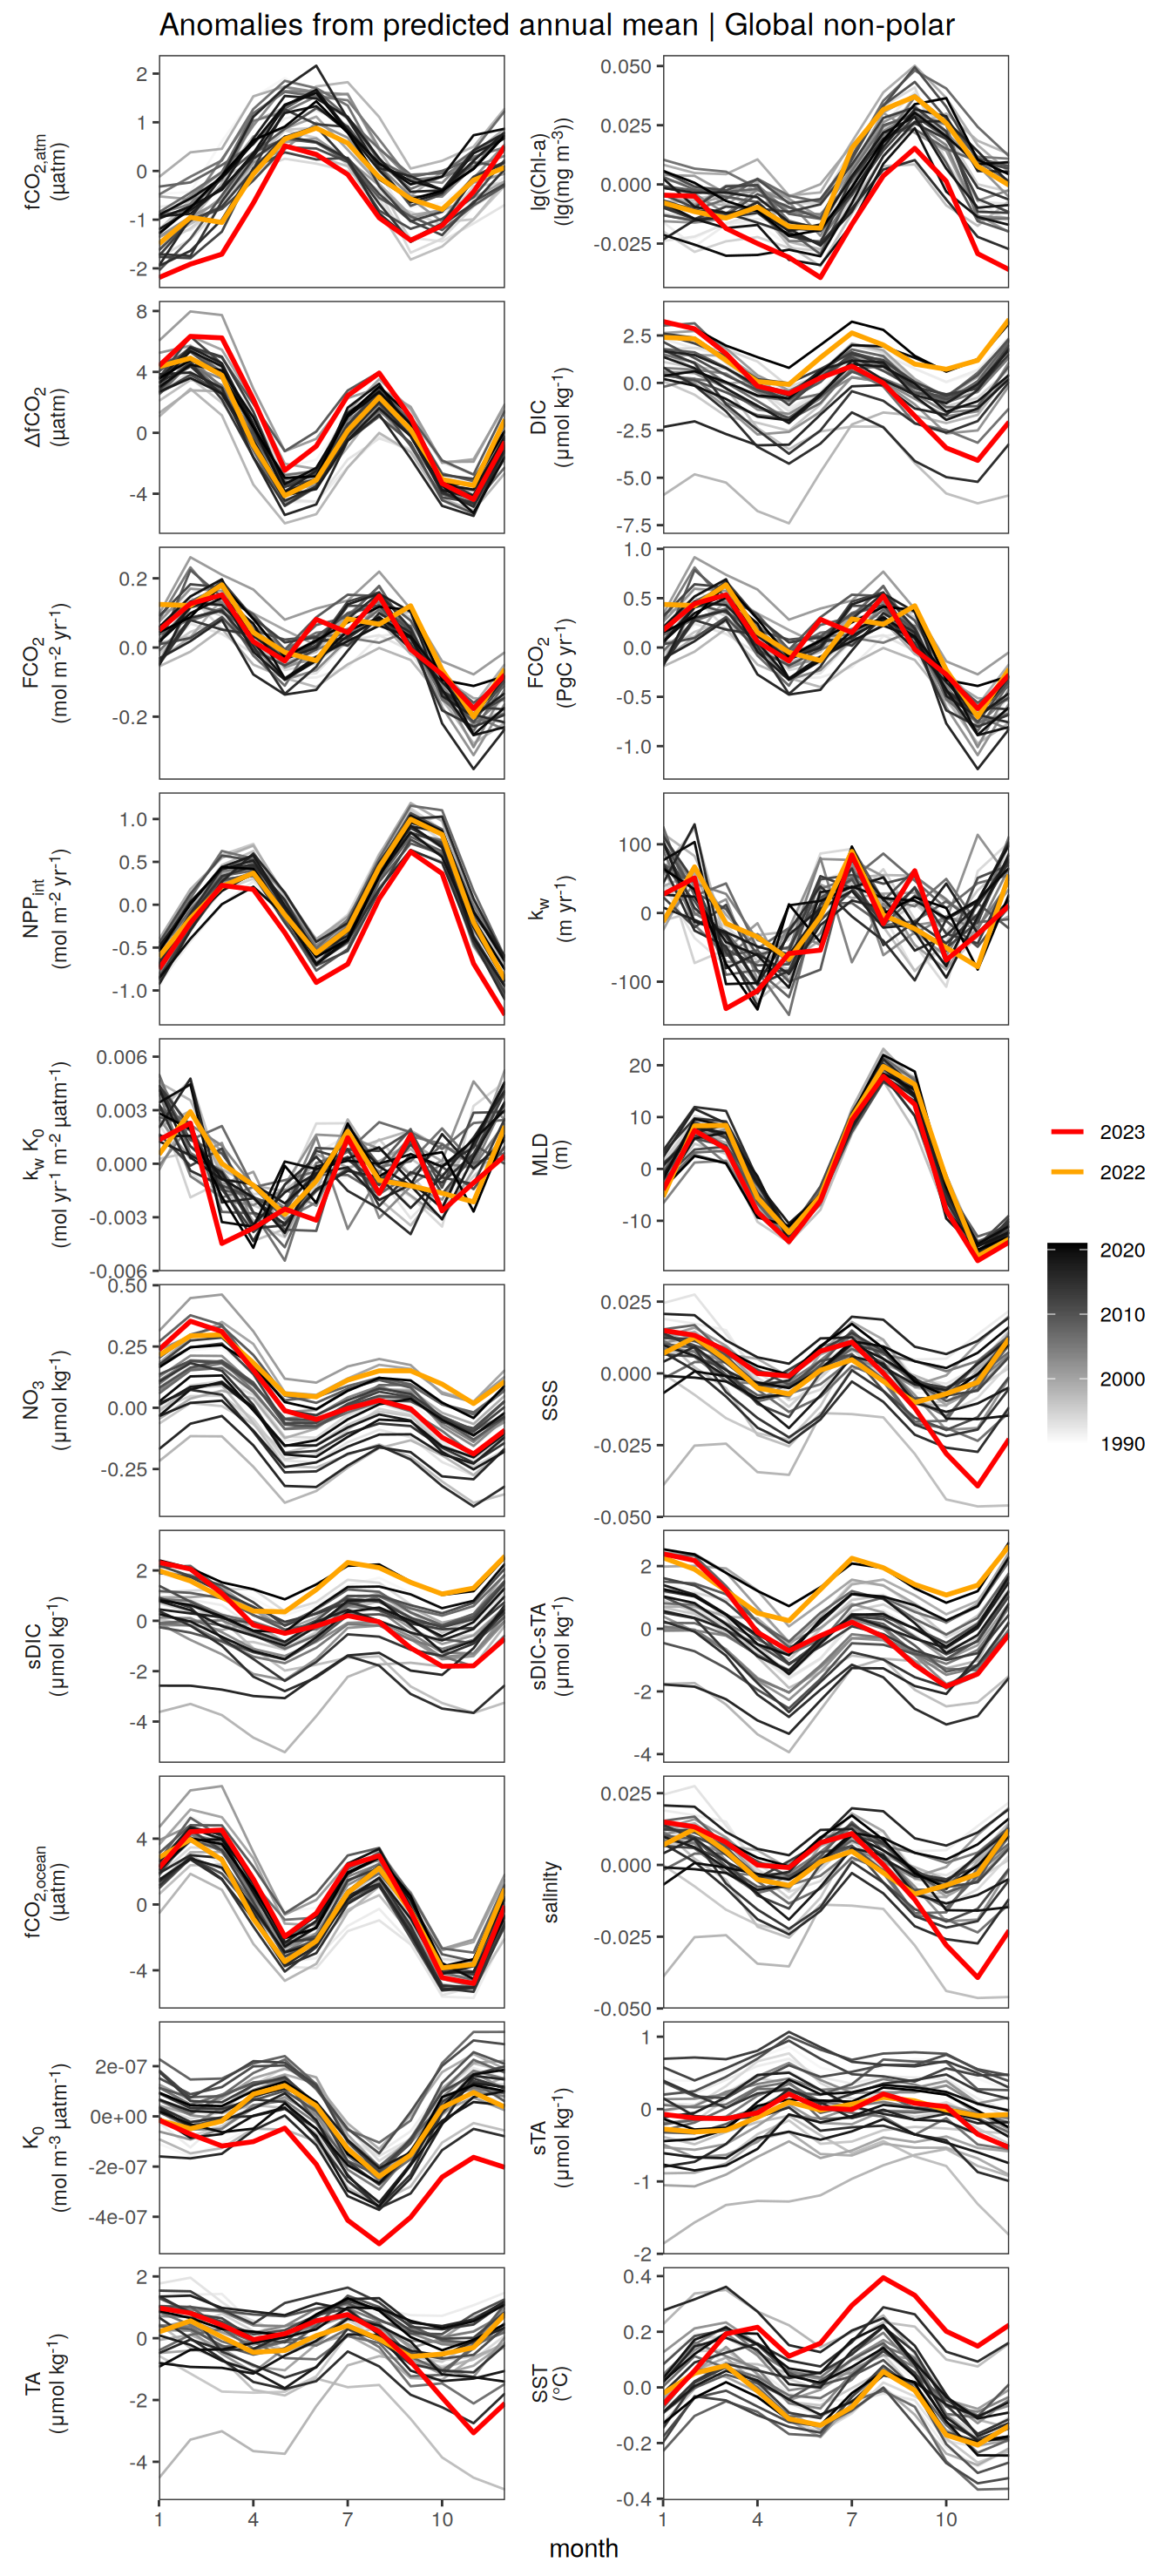 Anomalies from predicted annual mean | Global non-polar
fCO2,atm
(µatm)
2
1
0
-1
-2
lg(Chl-a)
(lg(mg m-3))
0.050
0.025
0.000
-0.025
ΔfCO2
(µatm)
8
4
0
-4
DIC
(µmol kg-1)
2.5
0.0
-2.5
-5.0
-7.5
FCO2
(mol m-2 yr-1)
0.2
0.0
-0.2
FCO2
(PgC yr-1)
1.0
0.5
0.0
-0.5
-1.0
NPPint
(mol m-2 yr-1)
1.0
0.5
0.0
-0.5
-1.0
kw
(m yr-1)
100
0
-100
kw K0
(mol yr-1 m-2 µatm-1)
0.006
0.003
0.000
-0.003
-0.006
MLD
(m)
20
10
0
-10
2023
2022
2020
2010
2000
1990
NO3
(µmol kg-1)
0.50
0.25
0.00
-0.25
SSS
0.025
0.000
-0.025
-0.050
sDIC
(µmol kg-1)
2
0
-2
-4
sDIC-sTA
(µmol kg-1)
2
0
-2
-4
fCO2,ocean
(µatm)
4
0
-4
salinity
0.025
0.000
-0.025
-0.050
K0
(mol m-3 µatm-1)
2e-07
0e+00
-2e-07
-4e-07
sTA
(µmol kg-1)
1
0
-1
-2
TA
(µmol kg-1)
2
0
-2
-4
SST
(°C)
0.4
0.2
0.0
-0.2
-0.4
1 4 7 10
1 4 7 10
month